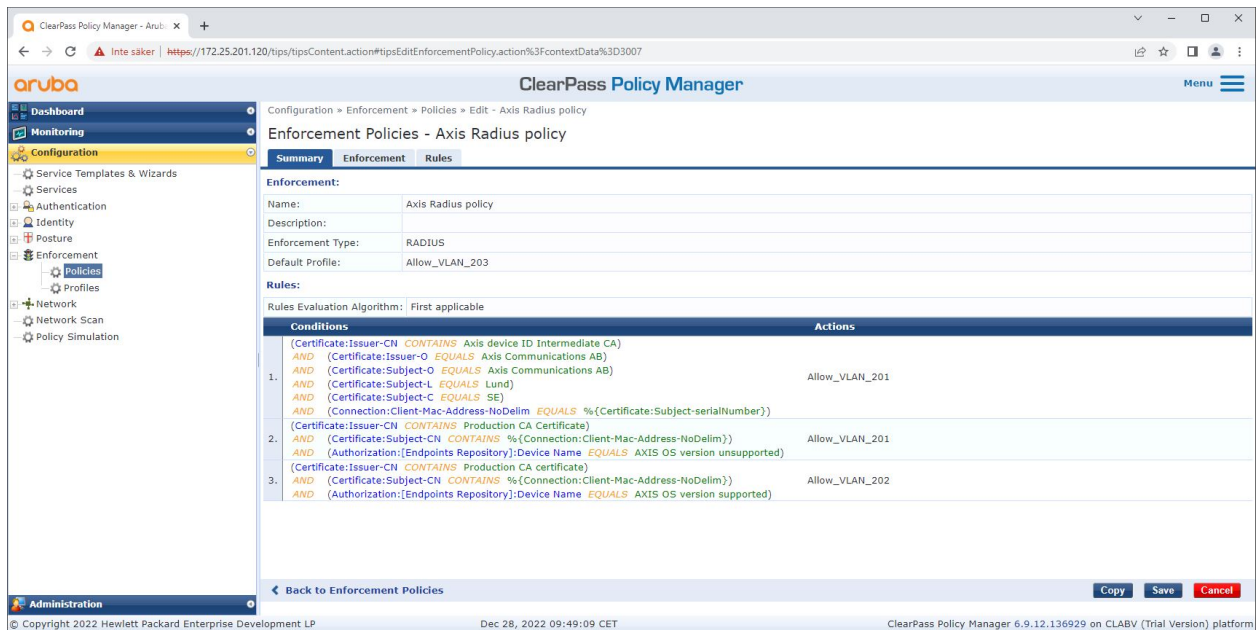 ClearPass Policy Manager - Arub
Inte säker | https://172.25.201.120/tips/tipsContent.action#tipsEditEnforcementPolicy.action%3FcontextData%3D3007
aruba
ClearPass Policy Manager
Menu
Dashboard
Monitoring
Configuration
Service Templates & Wizards
Services
Authentication
Identity
Posture
Enforcement
Policies
Profiles
Network
Network Scan
Policy Simulation
Administration
Configuration » Enforcement » Policies » Edit - Axis Radius policy
Enforcement Policies - Axis Radius policy
Summary Enforcement Rules
Enforcement:
Name: Axis Radius policy
Description:
Enforcement Type: RADIUS
Default Profile: Allow_VLAN_203
Rules:
Rules Evaluation Algorithm: First applicable
Conditions Actions
(Certificate:Issuer-CN CONTAINS Axis device ID Intermediate CA)
AND (Certificate:Issuer-O EQUALS Axis Communications AB)
AND (Certificate:Subject-O EQUALS Axis Communications AB)
1. AND (Certificate:Subject-L EQUALS Lund) Allow_VLAN_201
AND (Certificate:Subject-C EQUALS SE)
AND (Connection:Client-Mac-Address-NoDelim EQUALS %{Certificate:Subject-serialNumber})
(Certificate:Issuer-CN CONTAINS Production CA Certificate)
2. AND (Certificate:Subject-CN CONTAINS %{Connection:Client-Mac-Address-NoDelim}) Allow_VLAN_201
AND (Authorization:[Endpoints Repository]:Device Name EQUALS AXIS OS version unsupported)
(Certificate:Issuer-CN CONTAINS Production CA certificate)
3. AND (Certificate:Subject-CN CONTAINS %{Connection:Client-Mac-Address-NoDelim}) Allow_VLAN_202
AND (Authorization:[Endpoints Repository]:Device Name EQUALS AXIS OS version supported)
Back to Enforcement Policies
Copy Save Cancel
© Copyright 2022 Hewlett Packard Enterprise Development LP Dec 28, 2022 09:49:09 CET ClearPass Policy Manager 6.9.12.136929 on CLABV (Trial Version) platform